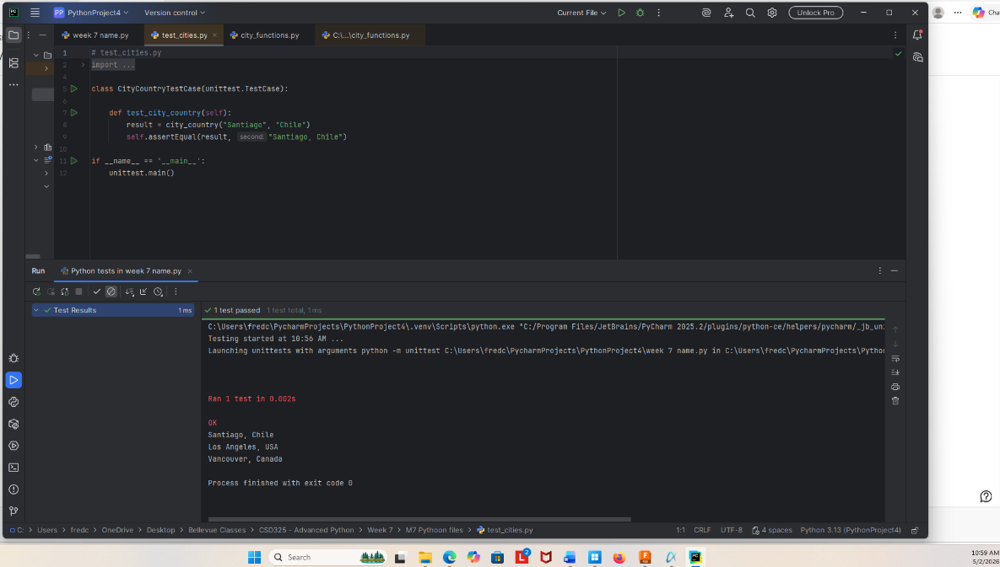 PP PythonProject4 Version control Current File Unlock Pro Cha
week 7 name.py test_cities.py city_functions.py C:\...\city_functions.py
1 # test_cities.py
2 import ...
4
5 class CityCountryTestCase(unittest.TestCase):
6
7 def test_city_country(self):
8 result = city_country("Santiago", "Chile")
9 self.assertEqual(result, second: "Santiago, Chile")
10
11 if __name__ == '__main__':
12 unittest.main()
Run Python tests in week 7 name.py
Test Results 1 ms
1 test passed 1 test total, 1 ms
C:\Users\fredc\PycharmProjects\PythonProject4\.venv\Scripts\python.exe "C:/Program Files/JetBrains/PyCharm 2025.2/plugins/python-ce/helpers/pycharm/_jb_un
Testing started at 10:56 AM ...
Launching unittests with arguments python -m unittest C:\Users\fredc\PycharmProjects\PythonProject4\week 7 name.py in C:\Users\fredc\PycharmProjects\Pytho
Ran 1 test in 0.002s
OK
Santiago, Chile
Los Angeles, USA
Vancouver, Canada
Process finished with exit code 0
C: > Users > fredc > OneDrive > Desktop > Bellevue Classes > CSD325 - Advanced Python > Week 7 > M7 Pythoon files > test_cities.py 1:1 CRLF UTF-8 4 spaces Python 3.13 (PythonProject4)
Search
10:59 AM
5/2/2026